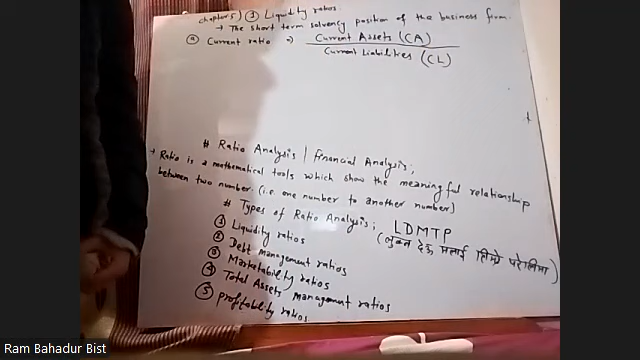 chapter 5) ① Liquidity ratios:
→ The short term solvency position of the business form.
ⓐ Current ratio ⇒ Current Assets (CA)
Current Liabilities (CL)
# Ratio Analysis | Financial Analysis;
→ Ratio is a mathematical tools which show the meaningful relationship
between two number. (i.e. one number to another number)
# Types of Ratio Analysis; LDMTP
① Liquidity ratios
② Debt management ratios
③ Marketability ratios
④ Total Assets management ratios
⑤ profitability ratios.
Ram Bahadur Bist